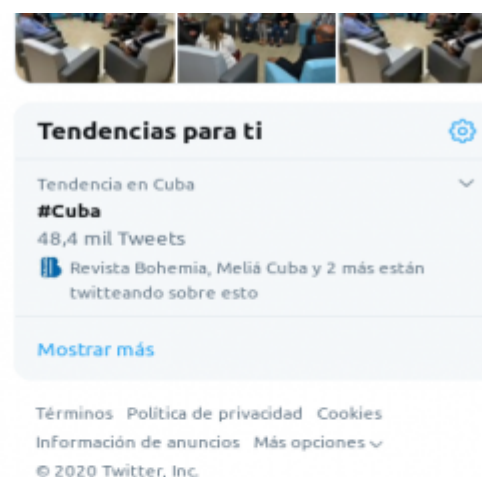 Tendencias para ti
Tendencia en Cuba
#Cuba
48,4 mil Tweets
Revista Bohemia, Meliá Cuba y 2 más están
twitteando sobre esto
Mostrar más
Términos Política de privacidad Cookies
Información de anuncios Más opciones
© 2020 Twitter, Inc.